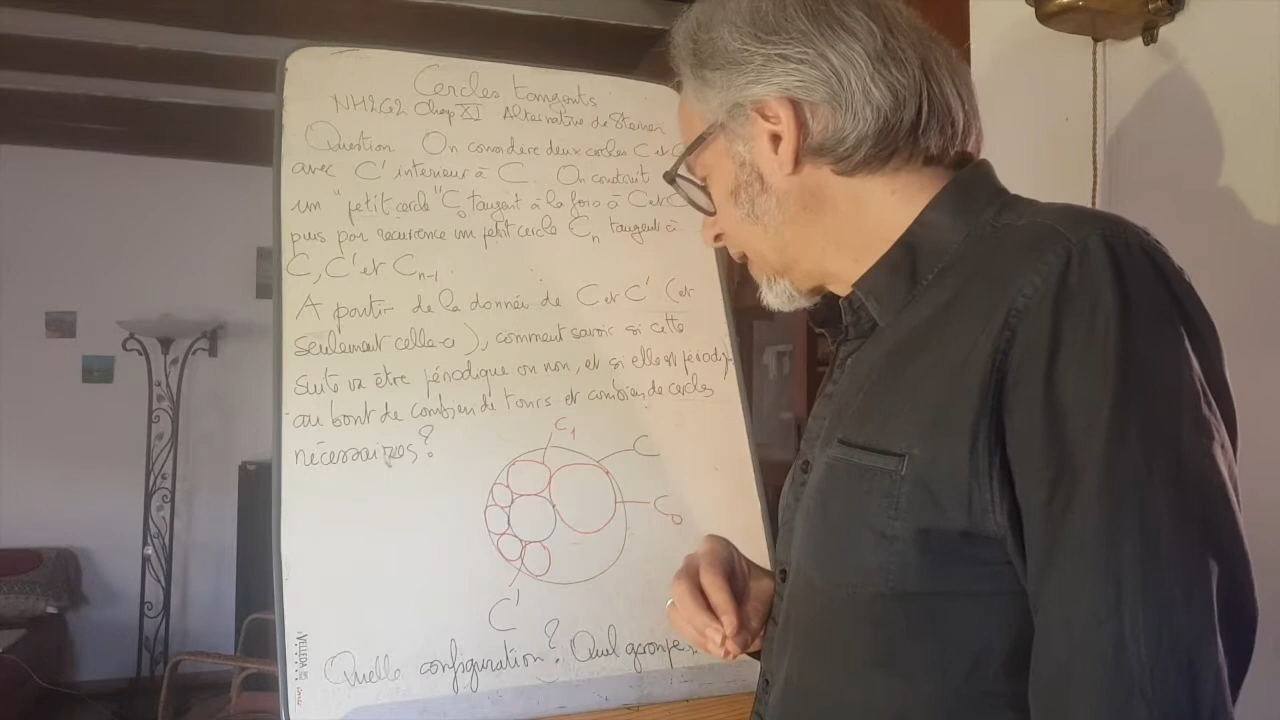 Cercles tangents
NH2G2 Chap XI Alternative de Steiner
Question On considère deux cercles C et C
avec C' intérieur à C. On construit
un "petit cercle" C₀ tangent à la fois à C et C
puis par récurrence un petit cercle Cₙ tangent à
C, C' et Cₙ₋₁.
A partir de la donnée de C et C' (et
seulement celle-ci), comment savoir si cette
suite va être périodique ou non, et si elle est périodiq
au bout de combien de tours et combien de cercles
nécessaires?
C₁
C
C₀
C'
Quelle configuration? Quel groupe
VELLEDA